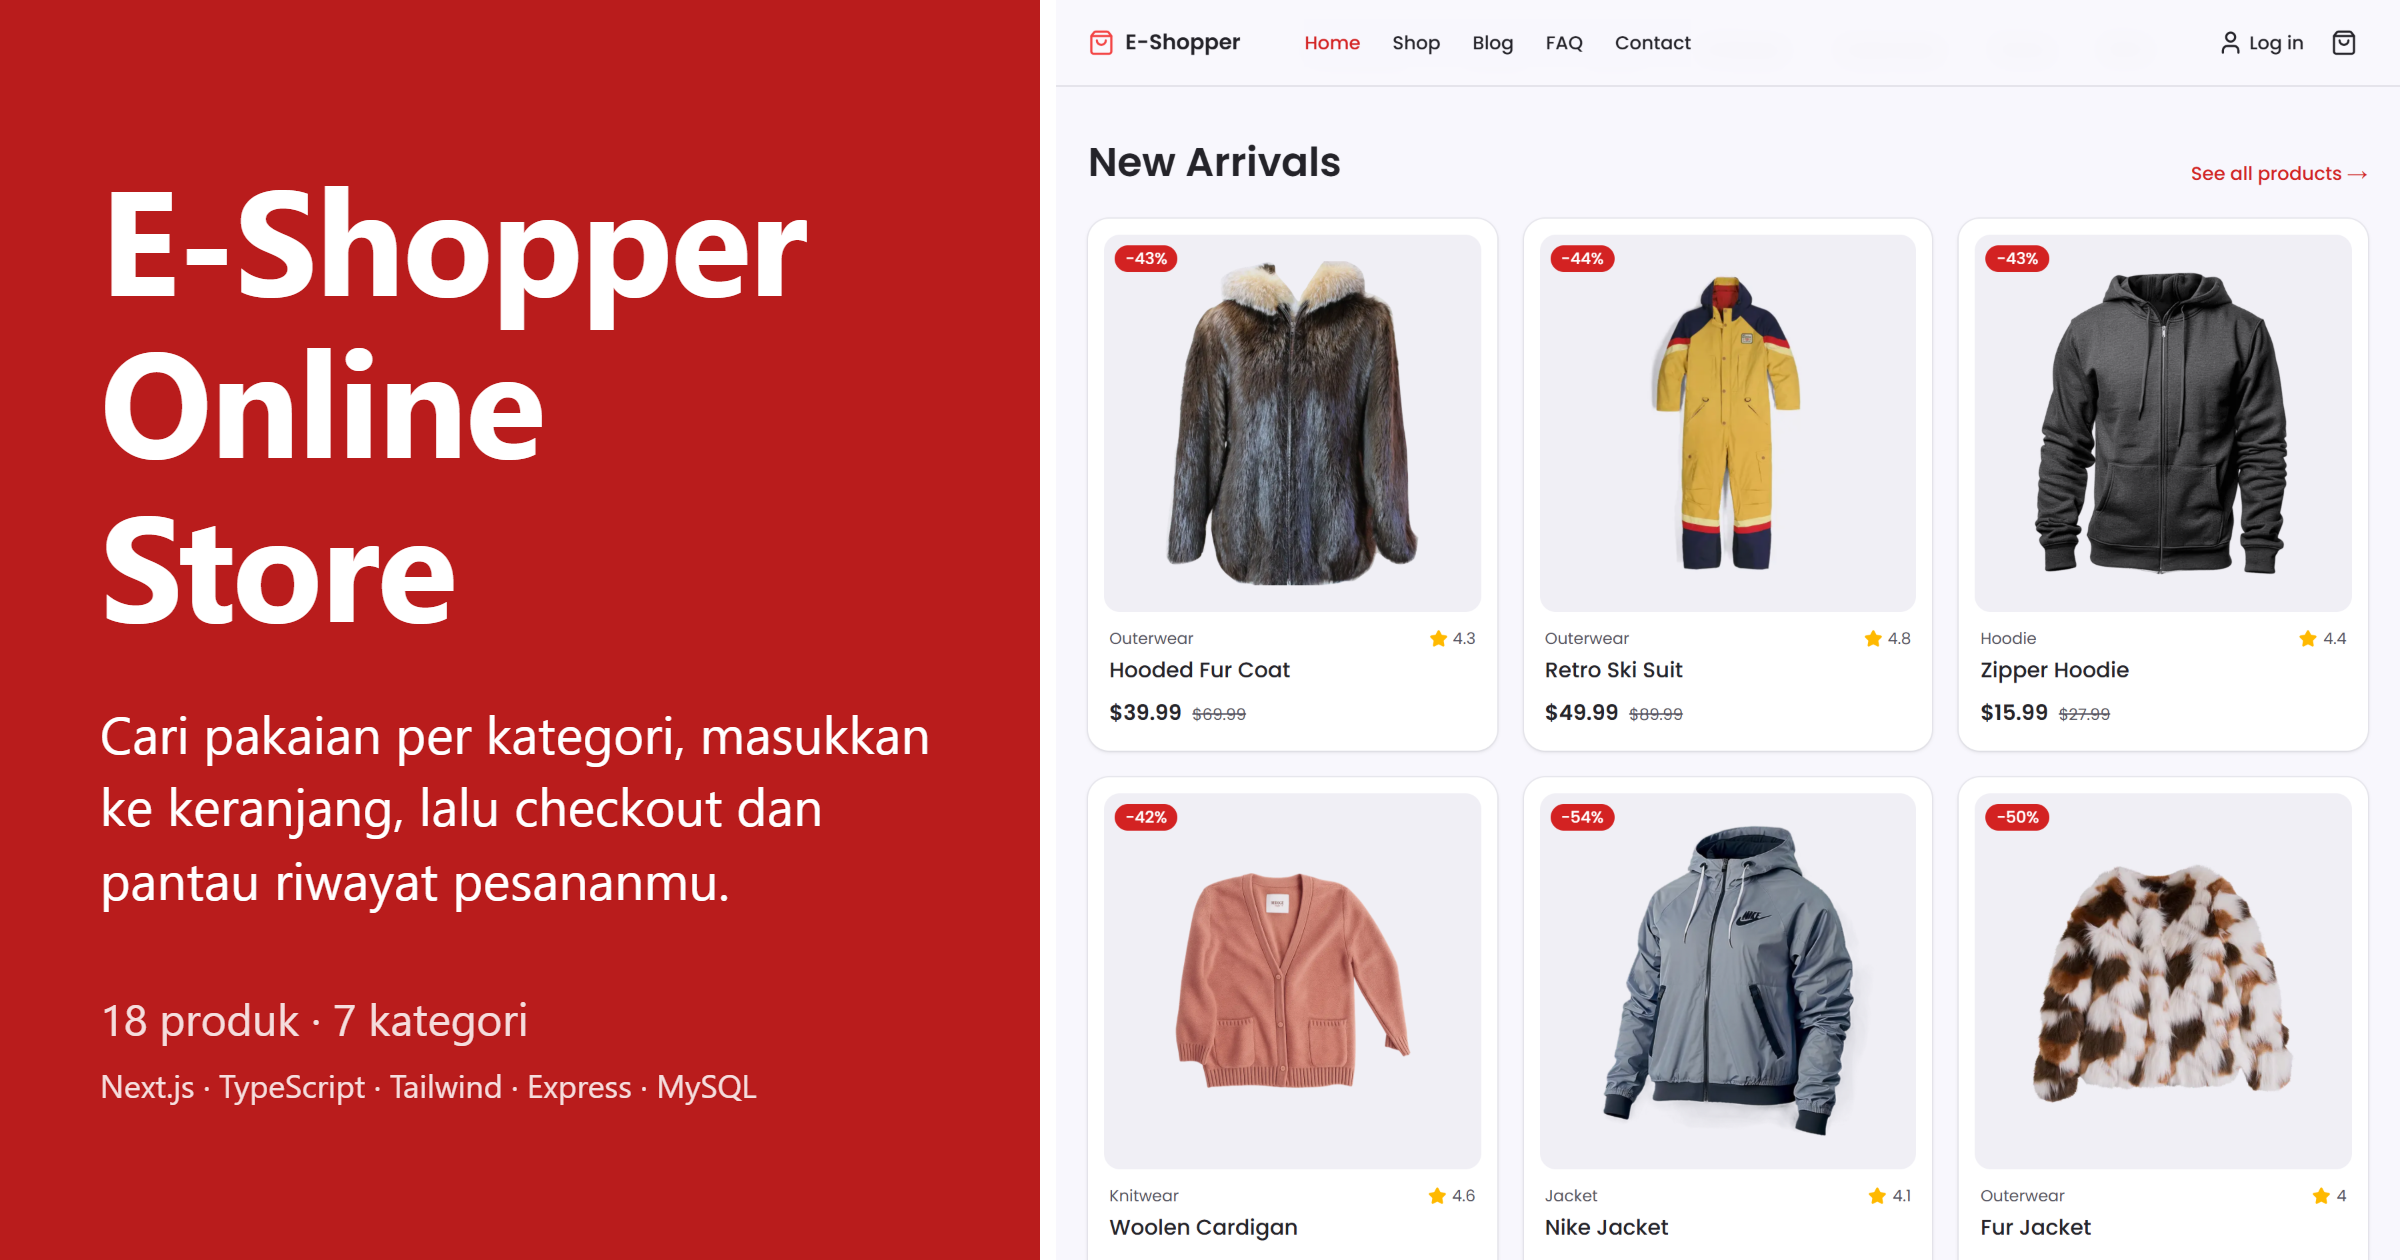 E-Shopper
Online
Store
Cari pakaian per kategori, masukkan
ke keranjang, lalu checkout dan
pantau riwayat pesananmu.
18 produk · 7 kategori
Next.js · TypeScript · Tailwind · Express · MySQL
E-Shopper Home Shop Blog FAQ Contact Log in
New Arrivals
See all products →
-43% -44% -43%
Outerwear 4.3 Outerwear 4.8 Hoodie 4.4
Hooded Fur Coat Retro Ski Suit Zipper Hoodie
$39.99 $69.99 $49.99 $89.99 $15.99 $27.99
-42% -54% -50%
NIKE
Knitwear 4.6 Jacket 4.1 Outerwear 4
Woolen Cardigan Nike Jacket Fur Jacket